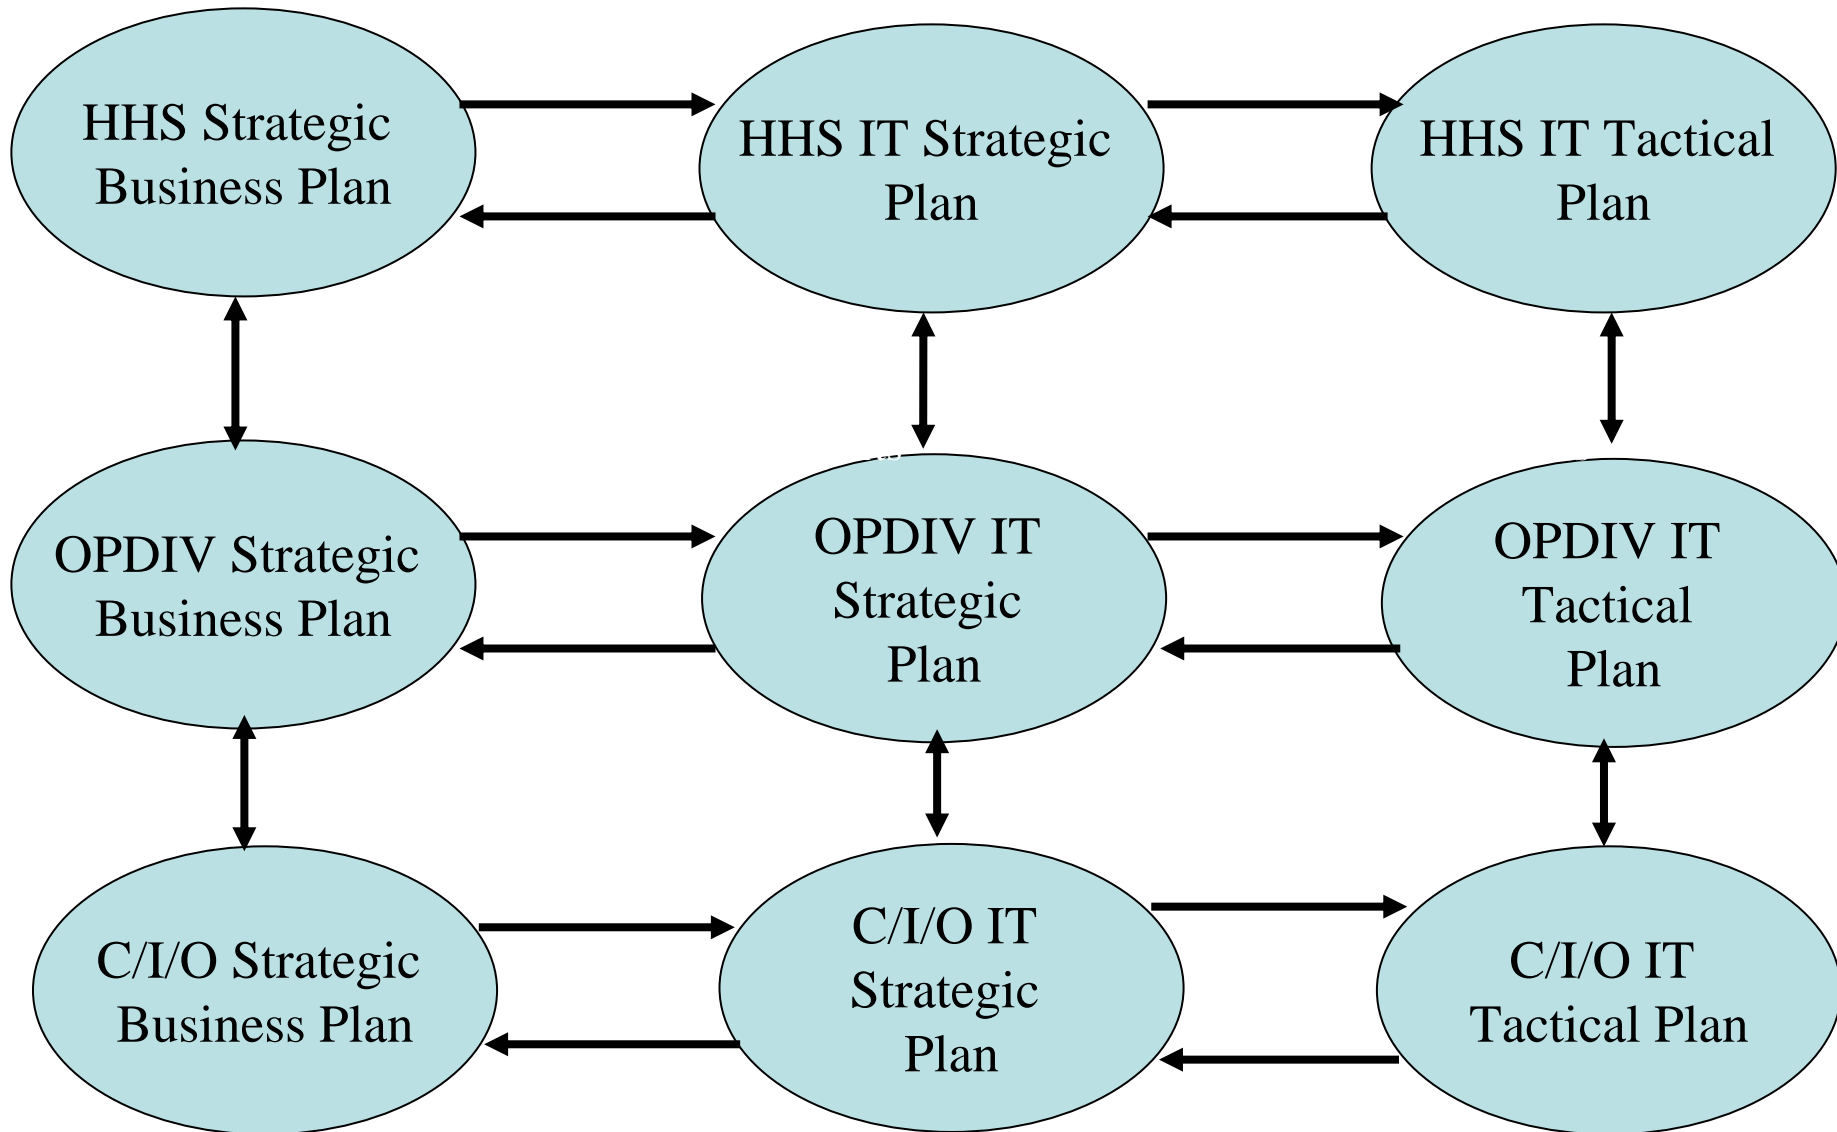 HHS Strategic
Business Plan
HHS IT Strategic
Plan
HHS IT Tactical
Plan
OPDIV Strategic
Business Plan
OPDIV IT
Strategic
Plan
OPDIV IT
Tactical
Plan
C/I/O Strategic
Business Plan
C/I/O IT
Strategic
Plan
C/I/O IT
Tactical Plan